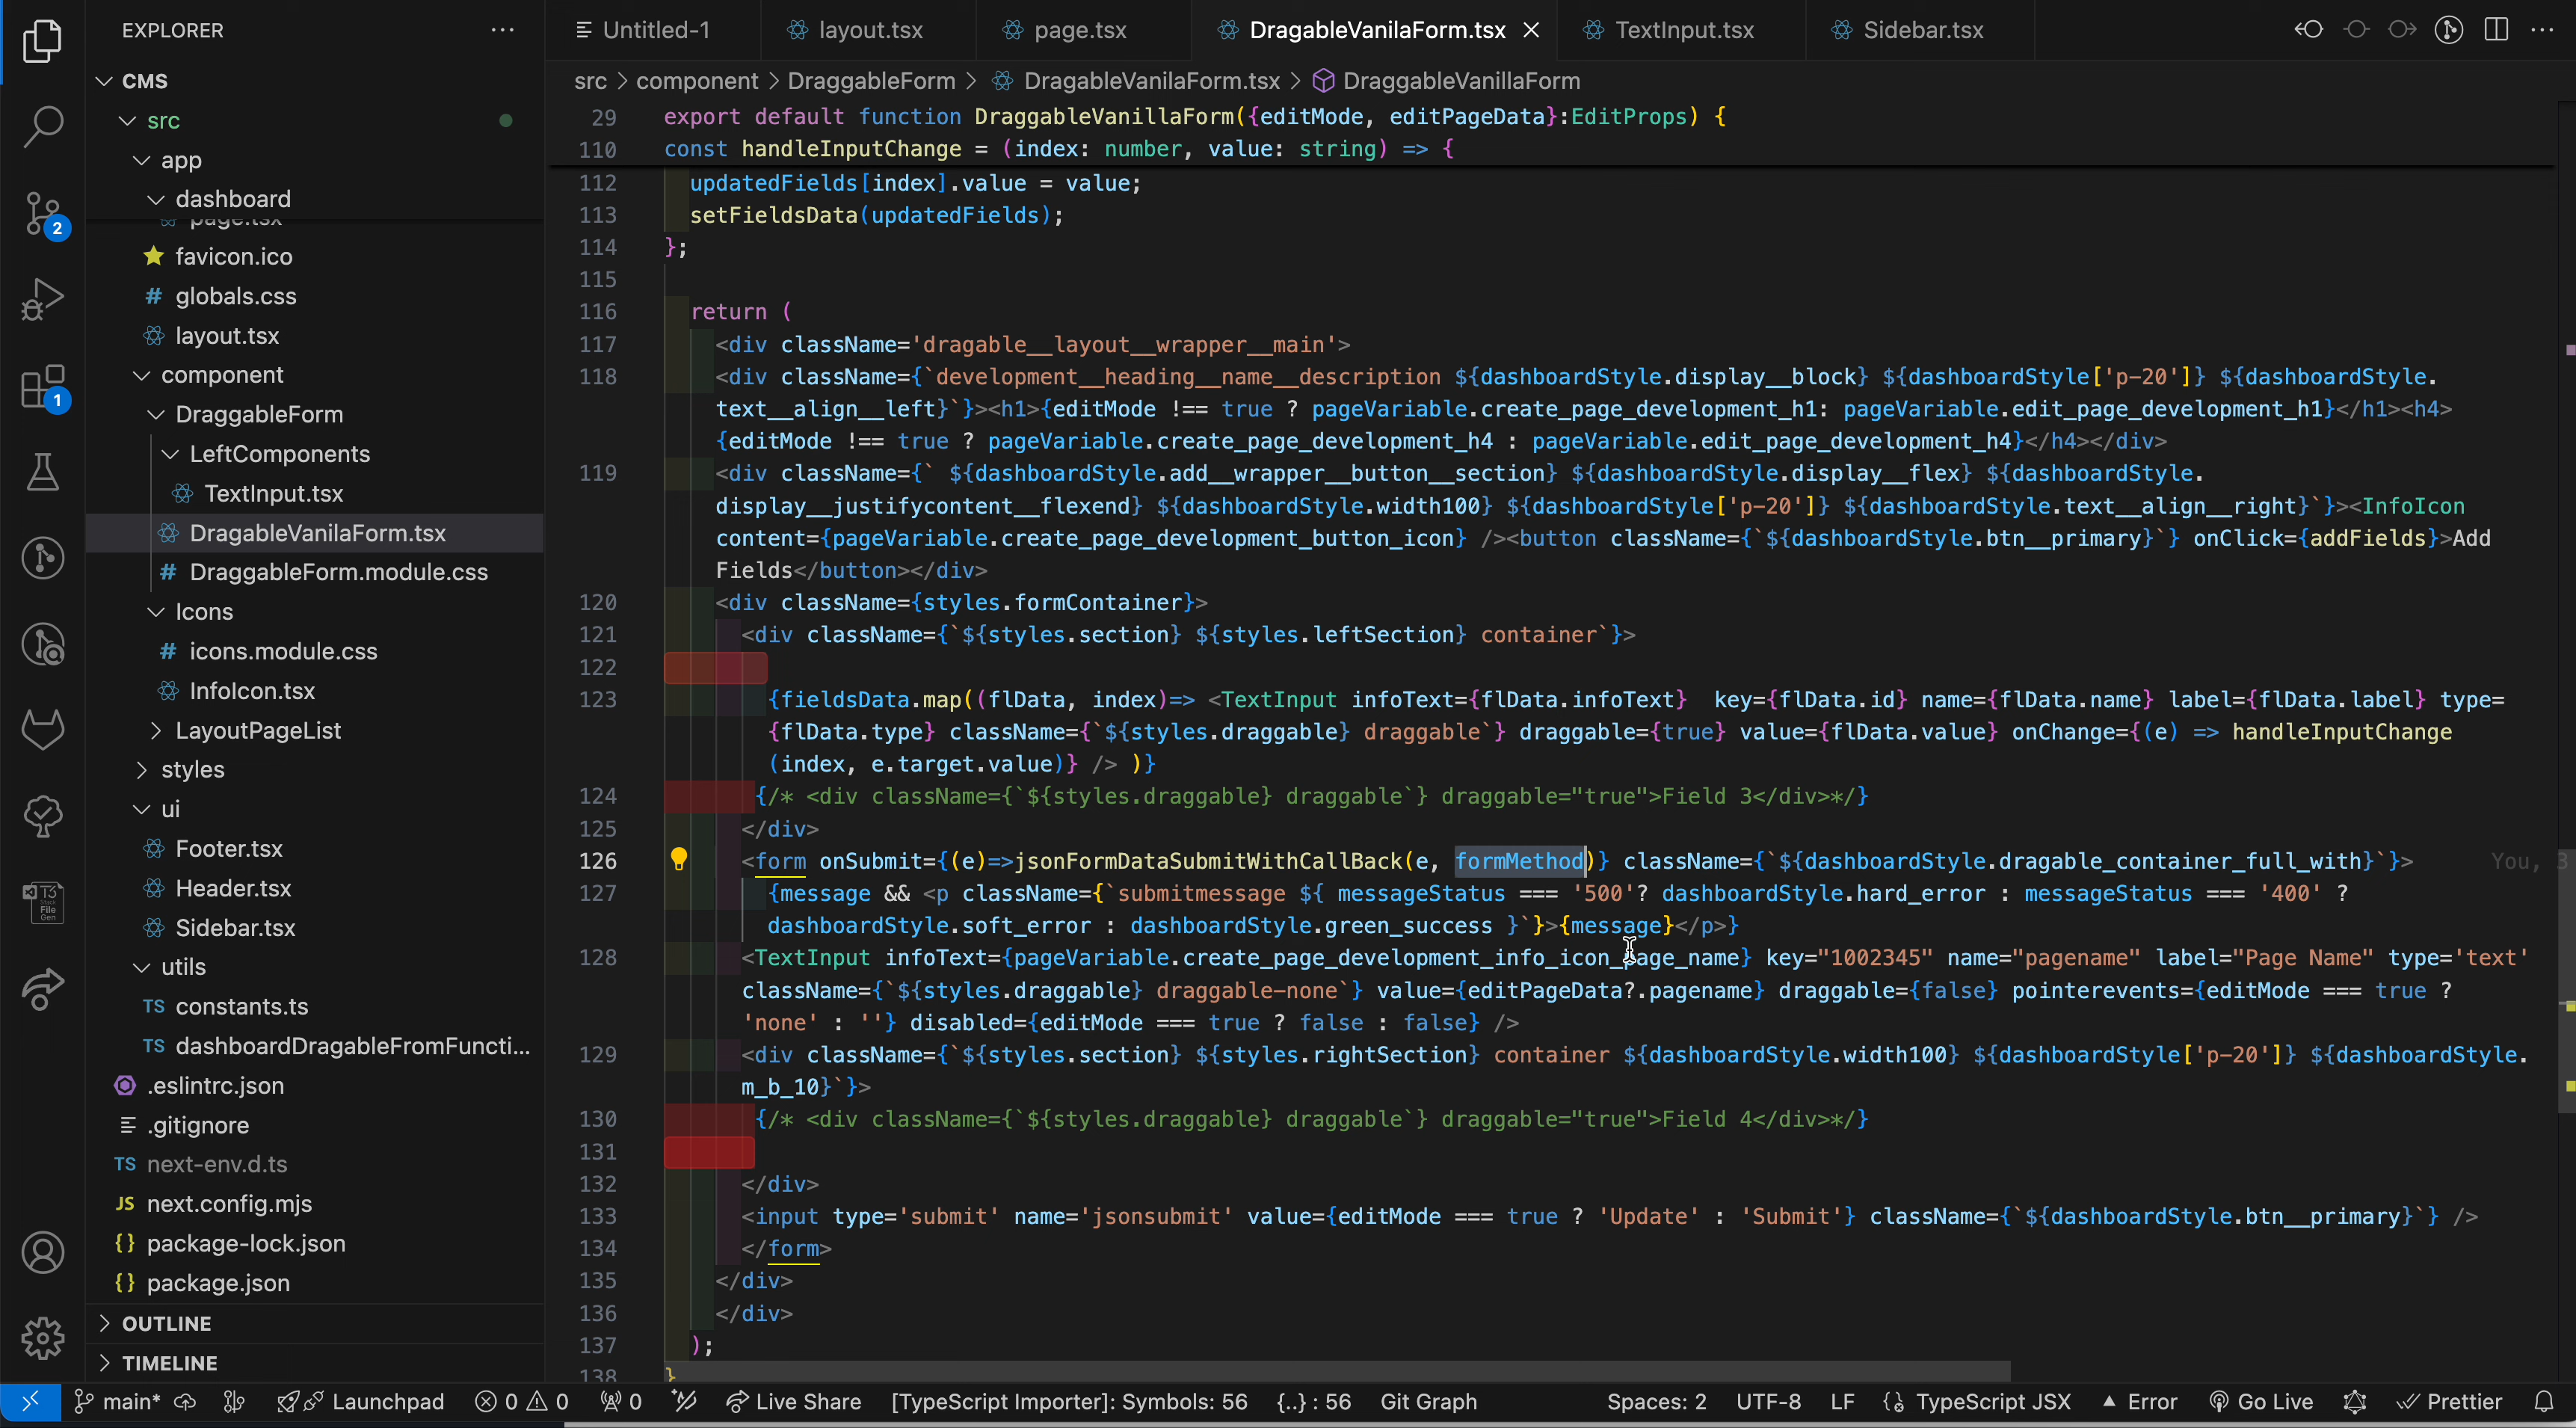 EXPLORER
CMS
src
app
dashboard
page.tsx
favicon.ico
globals.css
layout.tsx
component
DraggableForm
LeftComponents
TextInput.tsx
DragableVanilaForm.tsx
DraggableForm.module.css
Icons
icons.module.css
InfoIcon.tsx
LayoutPageList
styles
ui
Footer.tsx
Header.tsx
Sidebar.tsx
utils
TS constants.ts
TS dashboardDragableFromFuncti...
.eslintrc.json
.gitignore
TS next-env.d.ts
JS next.config.mjs
{} package-lock.json
{} package.json
OUTLINE
TIMELINE
2
1
Untitled-1 layout.tsx page.tsx DragableVanilaForm.tsx TextInput.tsx Sidebar.tsx
src > component > DraggableForm > DragableVanilaForm.tsx > DraggableVanillaForm
29 export default function DraggableVanillaForm({editMode, editPageData}:EditProps) {
110 const handleInputChange = (index: number, value: string) => {
112 updatedFields[index].value = value;
113 setFieldsData(updatedFields);
114 };
115
116 return (
117 <div className='dragable__layout__wrapper__main'>
118 <div className={`development__heading__name__description ${dashboardStyle.display__block} ${dashboardStyle['p-20']} ${dashboardStyle.
text__align__left}`}><h1>{editMode !== true ? pageVariable.create_page_development_h1: pageVariable.edit_page_development_h1}</h1><h4>
{editMode !== true ? pageVariable.create_page_development_h4 : pageVariable.edit_page_development_h4}</h4></div>
119 <div className={` ${dashboardStyle.add__wrapper__button__section} ${dashboardStyle.display__flex} ${dashboardStyle.
display__justifycontent__flexend} ${dashboardStyle.width100} ${dashboardStyle['p-20']} ${dashboardStyle.text__align__right}`}><InfoIcon
content={pageVariable.create_page_development_button_icon} /><button className={`${dashboardStyle.btn__primary}`} onClick={addFields}>Add
Fields</button></div>
120 <div className={styles.formContainer}>
121 <div className={`${styles.section} ${styles.leftSection} container`}>
122
123 {fieldsData.map((flData, index)=> <TextInput infoText={flData.infoText}  key={flData.id} name={flData.name} label={flData.label} type=
{flData.type} className={`${styles.draggable} draggable`} draggable={true} value={flData.value} onChange={(e) => handleInputChange
(index, e.target.value)} /> )}
124 {/* <div className={`${styles.draggable} draggable`} draggable="true">Field 3</div>*/}
125 </div>
126 <form onSubmit={(e)=>jsonFormDataSubmitWithCallBack(e, formMethod)} className={`${dashboardStyle.dragable_container_full_with}`}> You, 3
127 {message && <p className={`submitmessage ${ messageStatus === '500'? dashboardStyle.hard_error : messageStatus === '400' ?
dashboardStyle.soft_error : dashboardStyle.green_success }`}>{message}</p>}
128 <TextInput infoText={pageVariable.create_page_development_info_icon_page_name} key="1002345" name="pagename" label="Page Name" type='text'
className={`${styles.draggable} draggable-none`} value={editPageData?.pagename} draggable={false} pointerevents={editMode === true ?
'none' : ''} disabled={editMode === true ? false : false} />
129 <div className={`${styles.section} ${styles.rightSection} container ${dashboardStyle.width100} ${dashboardStyle['p-20']} ${dashboardStyle.
m_b_10}`}>
130 {/* <div className={`${styles.draggable} draggable`} draggable="true">Field 4</div>*/}
131
132 </div>
133 <input type='submit' name='jsonsubmit' value={editMode === true ? 'Update' : 'Submit'} className={`${dashboardStyle.btn__primary}`} />
134 </form>
135 </div>
136 </div>
137 );
138 }
main* Launchpad 0 0 0 Live Share [TypeScript Importer]: Symbols: 56 {..} : 56 Git Graph Spaces: 2 UTF-8 LF TypeScript JSX Error Go Live Prettier